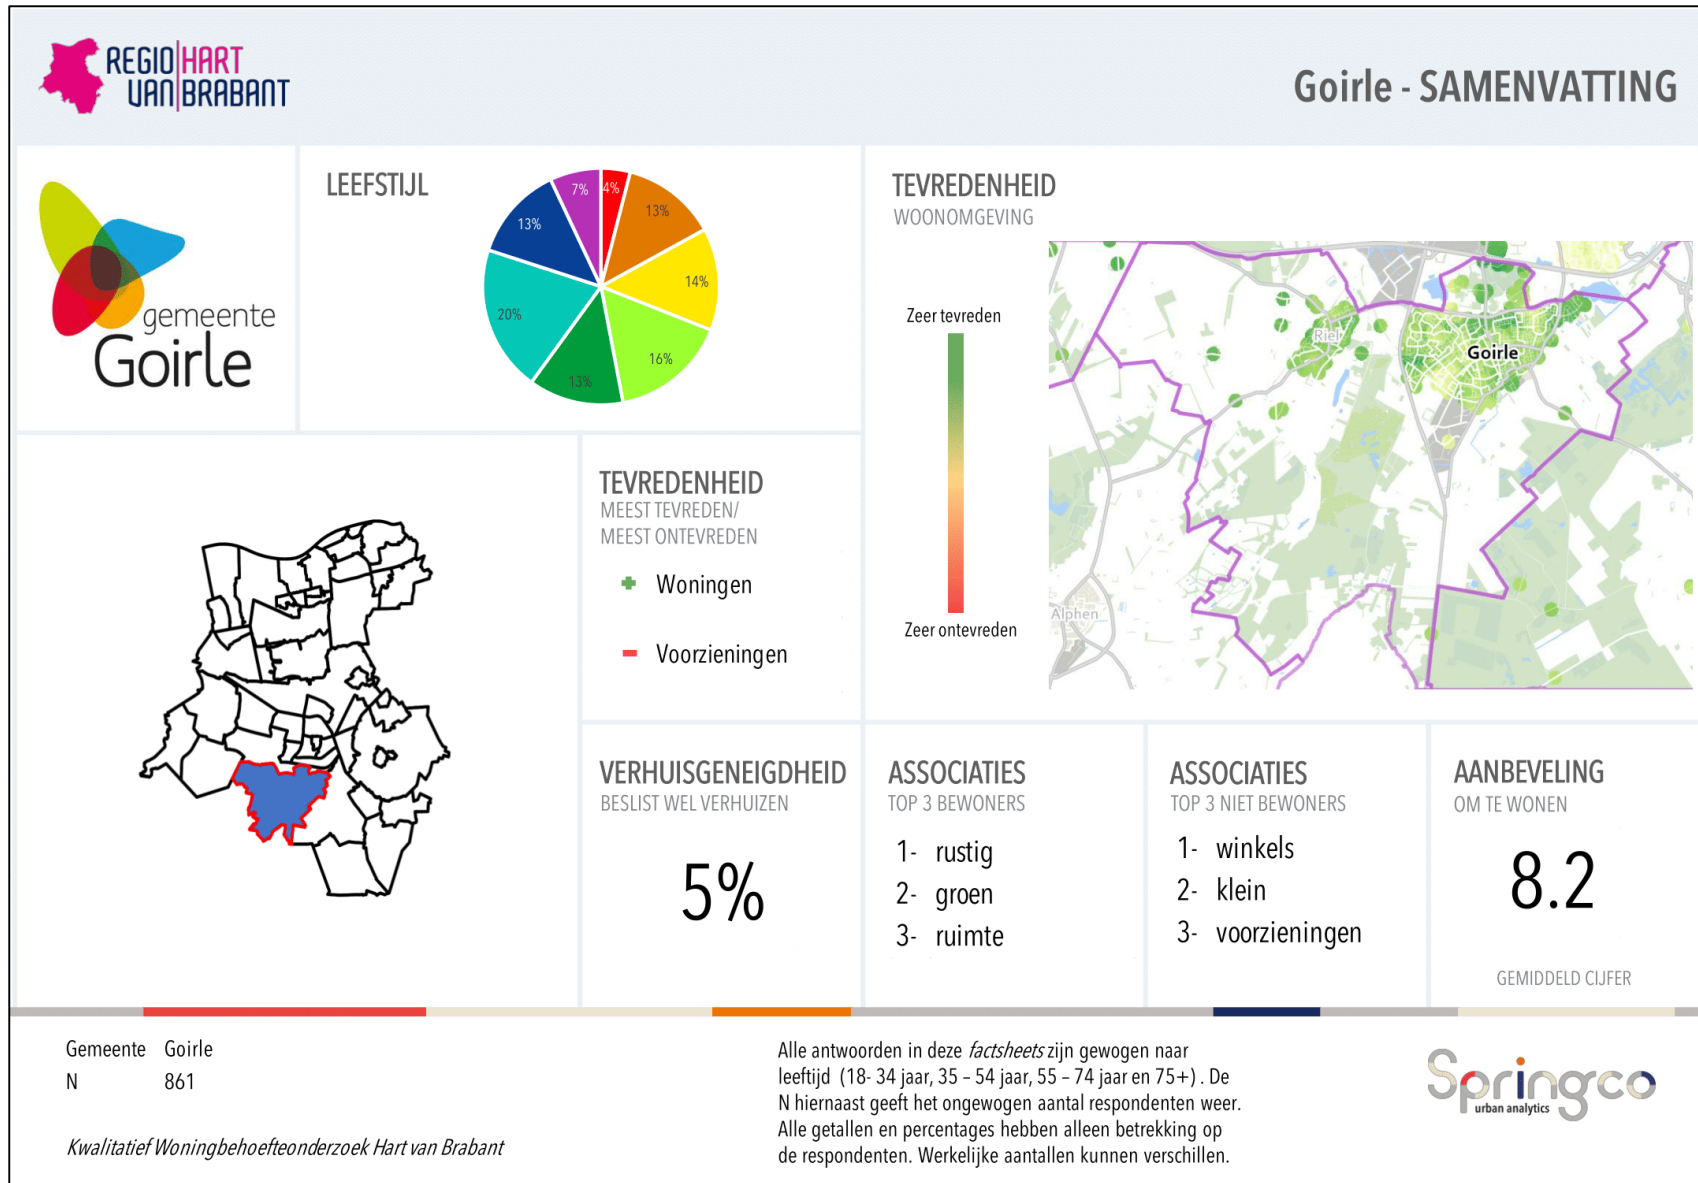 REGIO HART
VAN BRABANT
Goirle - SAMENVATTING
gemeente
Goirle
LEEFSTIJL
4%
13%
14%
16%
13%
20%
13%
7%
TEVREDENHEID
WOONOMGEVING
Zeer tevreden
Zeer ontevreden
Riel
Goirle
Alphen
TEVREDENHEID
MEEST TEVREDEN/
MEEST ONTEVREDEN
+ Woningen
- Voorzieningen
VERHUISGENEIGDHEID
BESLIST WEL VERHUIZEN
5%
ASSOCIATIES
TOP 3 BEWONERS
1- rustig
2- groen
3- ruimte
ASSOCIATIES
TOP 3 NIET BEWONERS
1- winkels
2- klein
3- voorzieningen
AANBEVELING
OM TE WONEN
8.2
GEMIDDELD CIJFER
Gemeente Goirle
N 861
Kwalitatief Woningbehoefteonderzoek Hart van Brabant
Alle antwoorden in deze factsheets zijn gewogen naar
leeftijd (18- 34 jaar, 35 – 54 jaar, 55 – 74 jaar en 75+) . De
N hiernaast geeft het ongewogen aantal respondenten weer.
Alle getallen en percentages hebben alleen betrekking op
de respondenten. Werkelijke aantallen kunnen verschillen.
Springco
urban analytics